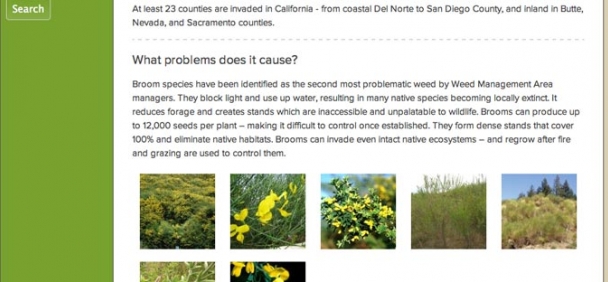 Search
At least 23 counties are invaded in California - from coastal Del Norte to San Diego County, and inland in Butte,
Nevada, and Sacramento counties.
What problems does it cause?
Broom species have been identified as the second most problematic weed by Weed Management Area
managers. They block light and use up water, resulting in many native species becoming locally extinct. It
reduces forage and creates stands which are inaccessible and unpalatable to wildlife. Brooms can produce up
to 12,000 seeds per plant – making it difficult to control once established. They form dense stands that cover
100% and eliminate native habitats. Brooms can invade even intact native ecosystems – and regrow after fire
and grazing are used to control them.